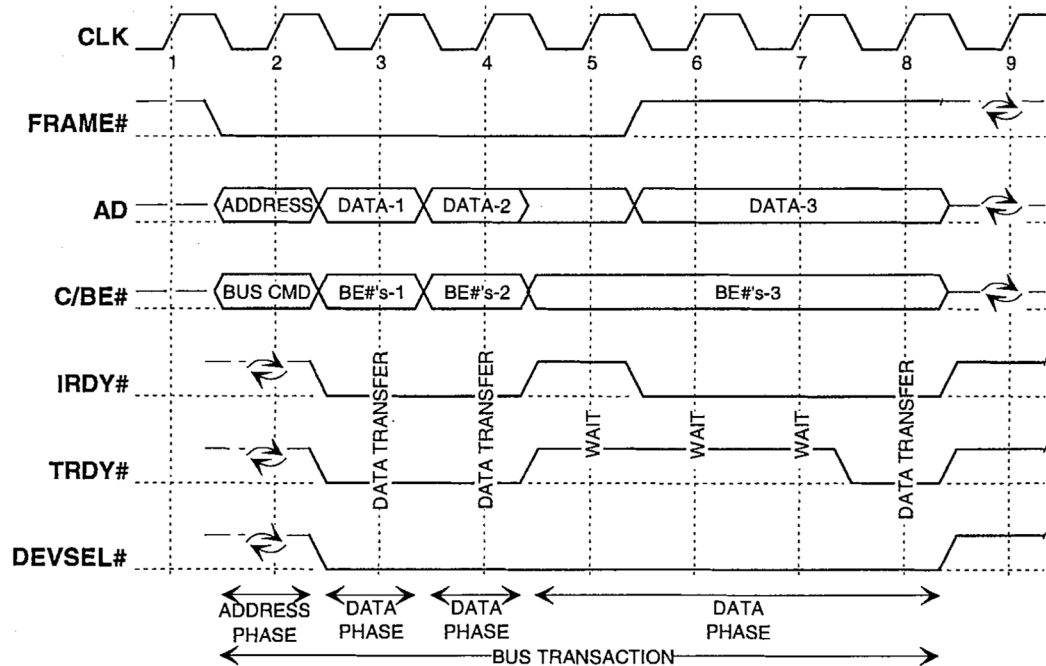 CLK
1 2 3 4 5 6 7 8 9
FRAME#
AD
ADDRESS DATA-1 DATA-2 DATA-3
C/BE#
BUS CMD BE#'s-1 BE#'s-2 BE#'s-3
IRDY#
DATA TRANSFER
DATA TRANSFER
WAIT
WAIT
WAIT
DATA TRANSFER
TRDY#
DEVSEL#
ADDRESS
PHASE
DATA
PHASE
DATA
PHASE
DATA
PHASE
BUS TRANSACTION